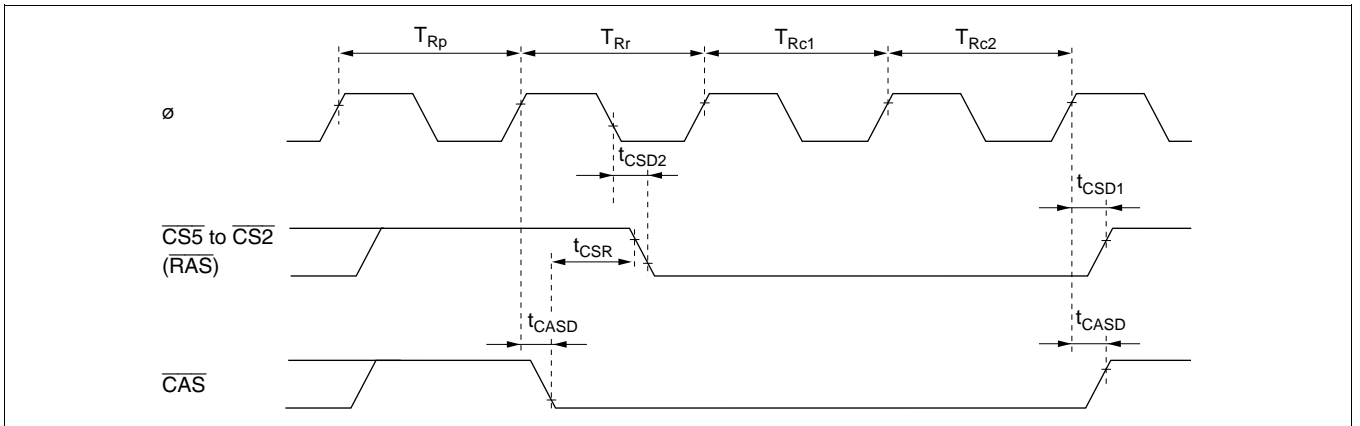 TRp TRr TRc1 TRc2
ø
tCSD2
tCSD1
CS5 to CS2
(RAS)
tCSR
tCASD tCASD
CAS